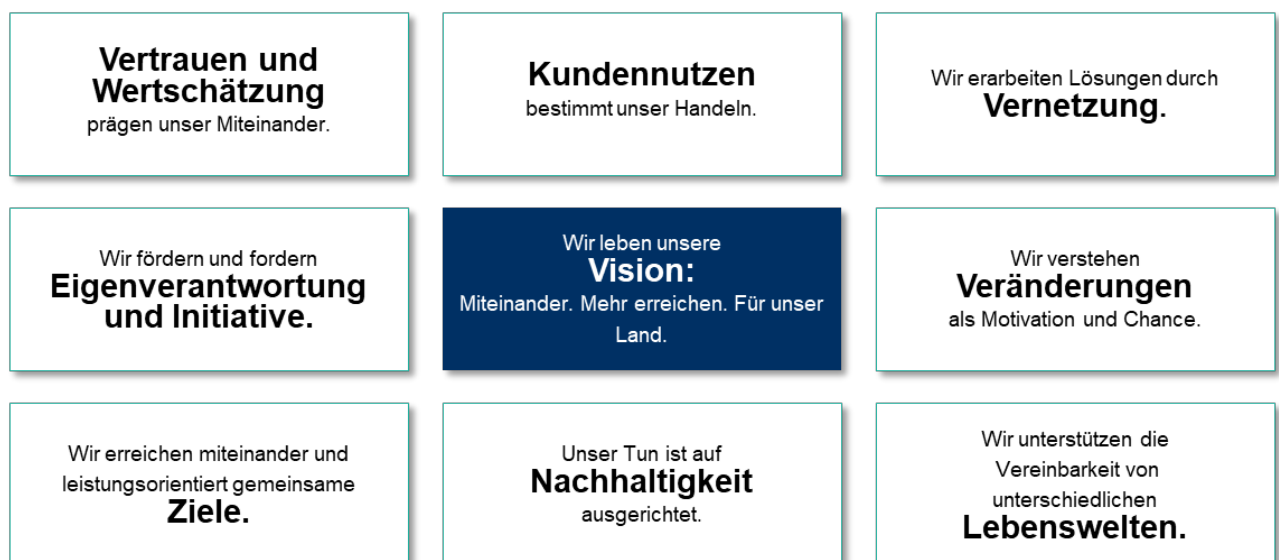 Vertrauen und
Wertschätzung
prägen unser Miteinander.
Kundennutzen
bestimmt unser Handeln.
Wir erarbeiten Lösungen durch
Vernetzung.
Wir fördern und fordern
Eigenverantwortung
und Initiative.
Wir leben unsere
Vision:
Miteinander. Mehr erreichen. Für unser
Land.
Wir verstehen
Veränderungen
als Motivation und Chance.
Wir erreichen miteinander und
leistungsorientiert gemeinsame
Ziele.
Unser Tun ist auf
Nachhaltigkeit
ausgerichtet.
Wir unterstützen die
Vereinbarkeit von
unterschiedlichen
Lebenswelten.